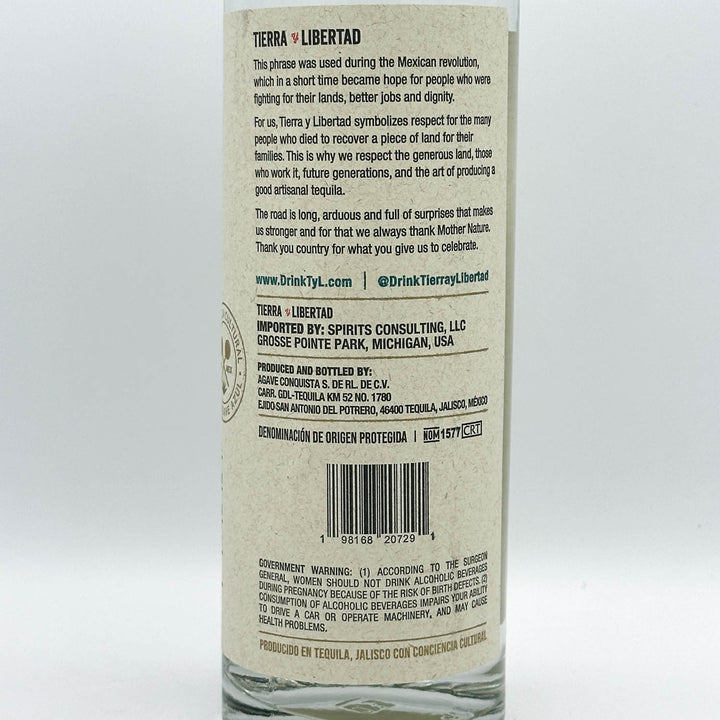 TIERRA y LIBERTAD
This phrase was used during the Mexican revolution,
which in a short time became hope for people who were
fighting for their lands, better jobs and dignity.
For us, Tierra y Libertad symbolizes respect for the many
people who died to recover a piece of land for their
families. This is why we respect the generous land, those
who work it, future generations, and the art of producing a
good artisanal tequila.
The road is long, arduous and full of surprises that makes
us stronger and for that we always thank Mother Nature.
Thank you country for what you give us to celebrate.
www.DrinkTyL.com | @DrinkTierrayLibertad
TIERRA y LIBERTAD
IMPORTED BY: SPIRITS CONSULTING, LLC
GROSSE POINTE PARK, MICHIGAN, USA
PRODUCED AND BOTTLED BY:
AGAVE CONQUISTA S. DE RL. DE C.V.
CARR. GDL-TEQUILA KM 52 NO. 1780
EJIDO SAN ANTONIO DEL POTRERO, 46400 TEQUILA, JALISCO, MÉXICO
DENOMINACIÓN DE ORIGEN PROTEGIDA | NOM 1577 CRT
1 98168 20729 1
GOVERNMENT WARNING: (1) ACCORDING TO THE SURGEON
GENERAL, WOMEN SHOULD NOT DRINK ALCOHOLIC BEVERAGES
DURING PREGNANCY BECAUSE OF THE RISK OF BIRTH DEFECTS. (2)
CONSUMPTION OF ALCOHOLIC BEVERAGES IMPAIRS YOUR ABILITY
TO DRIVE A CAR OR OPERATE MACHINERY, AND MAY CAUSE
HEALTH PROBLEMS.
PRODUCIDO EN TEQUILA, JALISCO CON CONCIENCIA CULTURAL